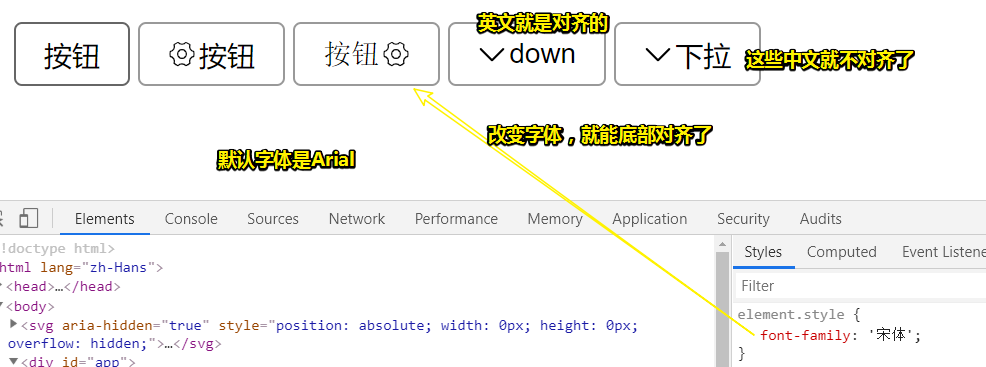 英文就是对齐的
按钮 按钮 按钮 down 下拉
这些中文就不对齐了
改变字体，就能底部对齐了
默认字体是Arial
Elements Console Sources Network Performance Memory Application Security Audits
!doctype html>
html lang="zh-Hans">
<head>…</head>
<body>
<svg aria-hidden="true" style="position: absolute; width: 0px; height: 0px;
overflow: hidden;">…</svg>
<div id="app">
Styles Computed Event Listene
Filter
element.style {
font-family: '宋体';
}